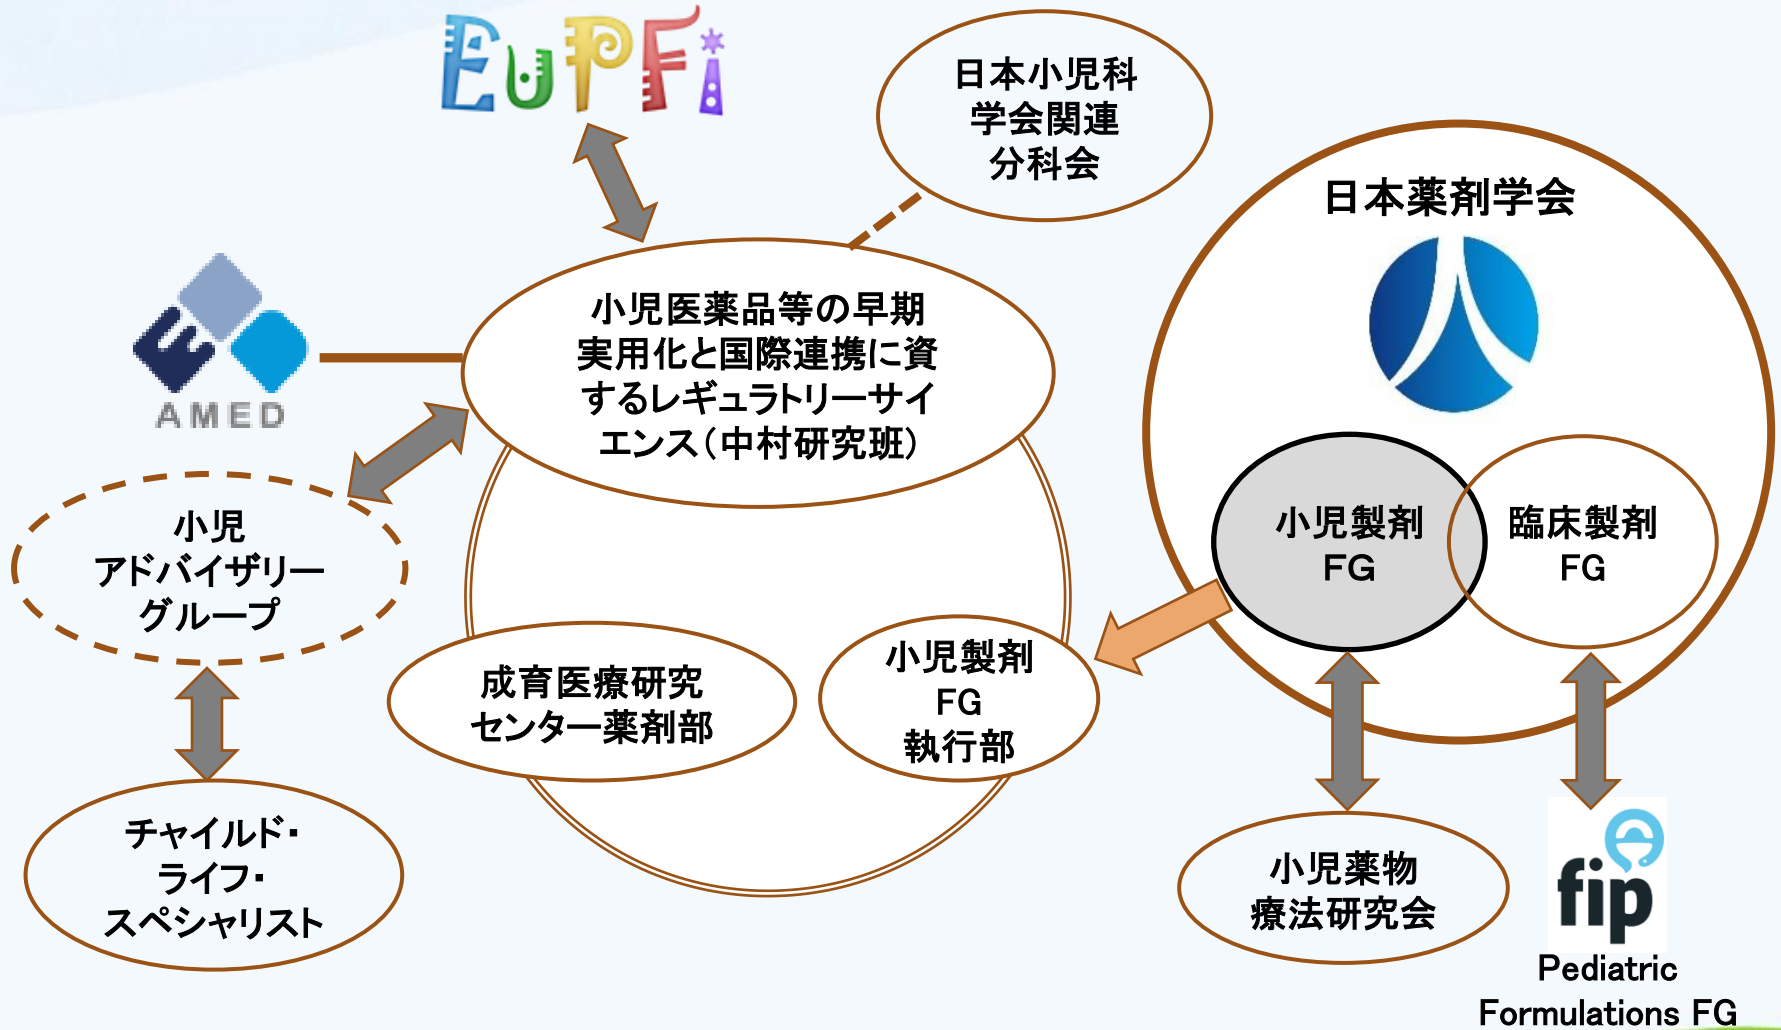 EuPFi
日本小児科
学会関連
分科会
日本薬剤学会
AMED
小児医薬品等の早期
実用化と国際連携に資
するレギュラトリーサイ
エンス(中村研究班)
小児
アドバイザリー
グループ
小児製剤
FG
臨床製剤
FG
成育医療研究
センター薬剤部
小児製剤
FG
執行部
チャイルド・
ライフ・
スペシャリスト
小児薬物
療法研究会
fip
Pediatric
Formulations FG